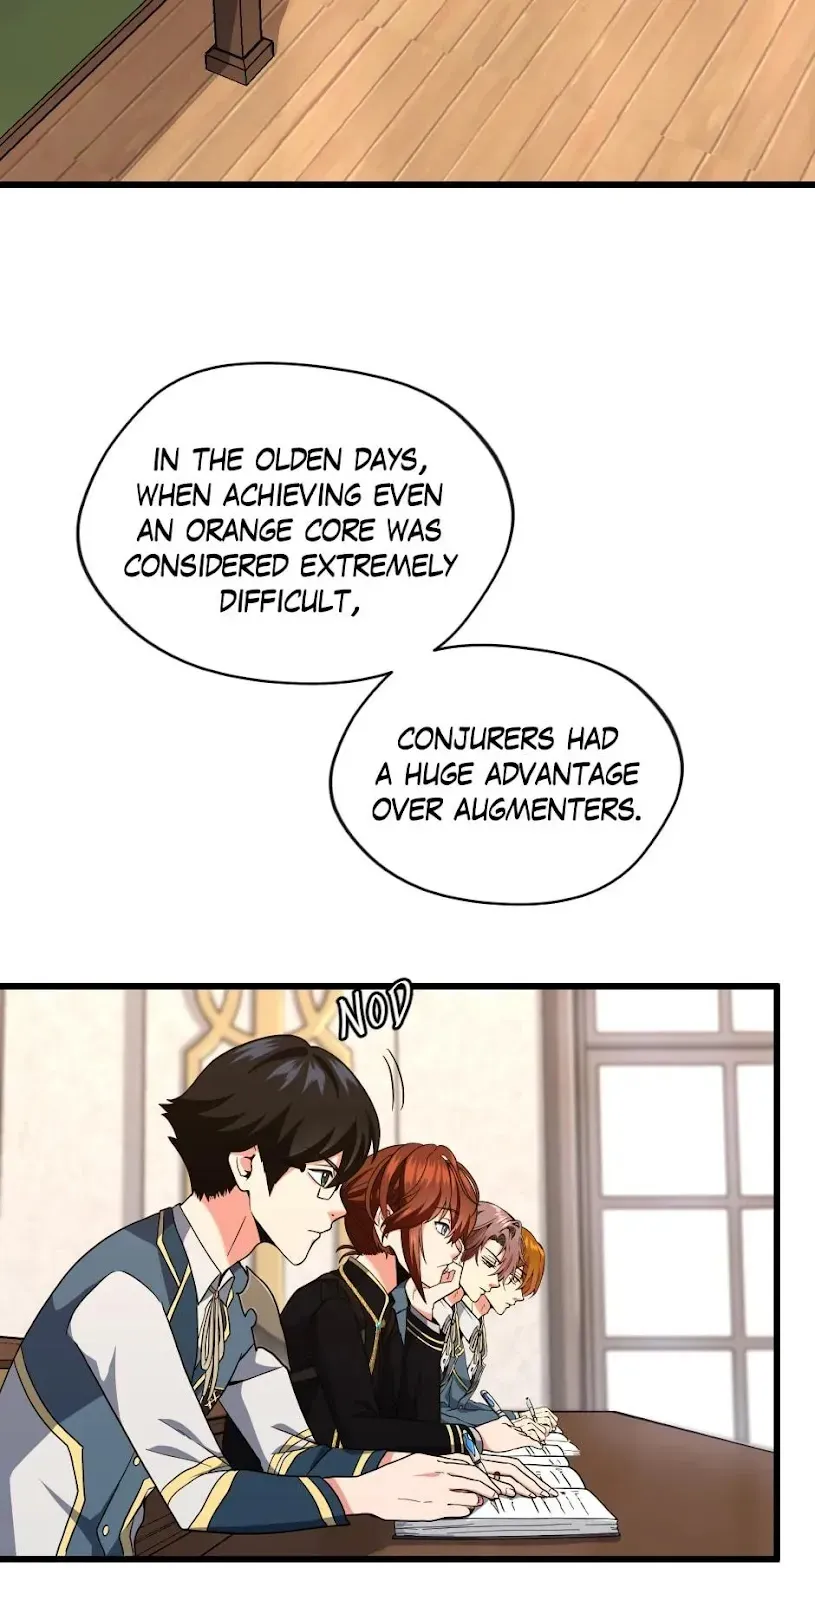 IN THE OLDEN DAYS,
WHEN ACHIEVING EVEN
AN ORANGE CORE WAS
CONSIDERED EXTREMELY
DIFFICULT,
CONJURERS HAD
A HUGE ADVANTAGE
OVER AUGMENTERS.
NOD